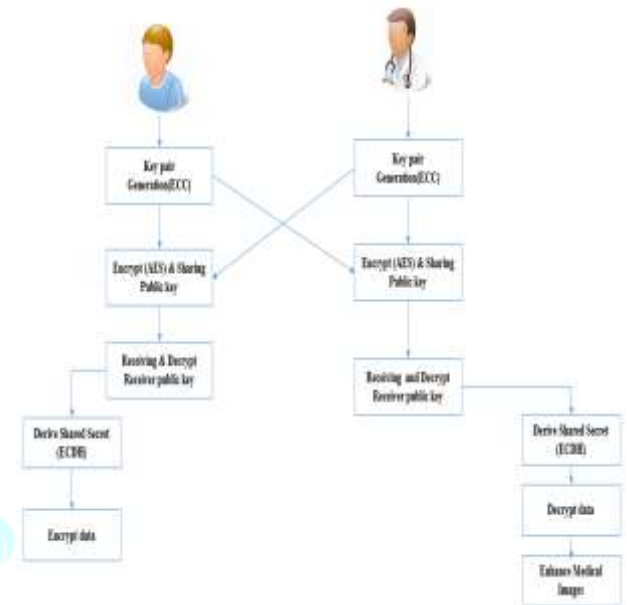 Key pair
Generation(ECC)
Key pair
Generation(ECC)
Encrypt (AES) & Sharing
Public key
Encrypt (AES) & Sharing
Public key
Receiving & Decrypt
Receiver public key
Receiving and Decrypt
Receiver public key
Derive Shared Secret
(ECDH)
Derive Shared Secret
(ECDH)
Encrypt data
Decrypt data
Enhance Medical
Images